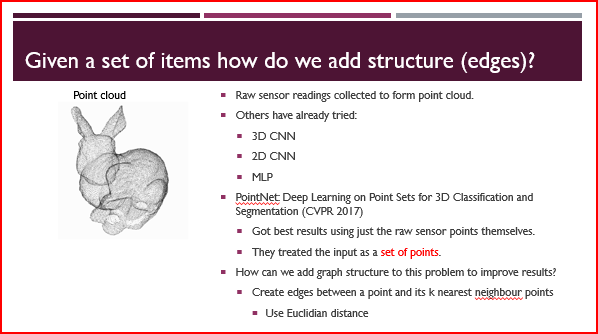 Given a set of items how do we add structure (edges)?
Point cloud
Raw sensor readings collected to form point cloud.
Others have already tried:
3D CNN
2D CNN
MLP
PointNet: Deep Learning on Point Sets for 3D Classification and
Segmentation (CVPR 2017)
Got best results using just the raw sensor points themselves.
They treated the input as a set of points.
How can we add graph structure to this problem to improve results?
Create edges between a point and its k nearest neighbour points
Use Euclidian distance